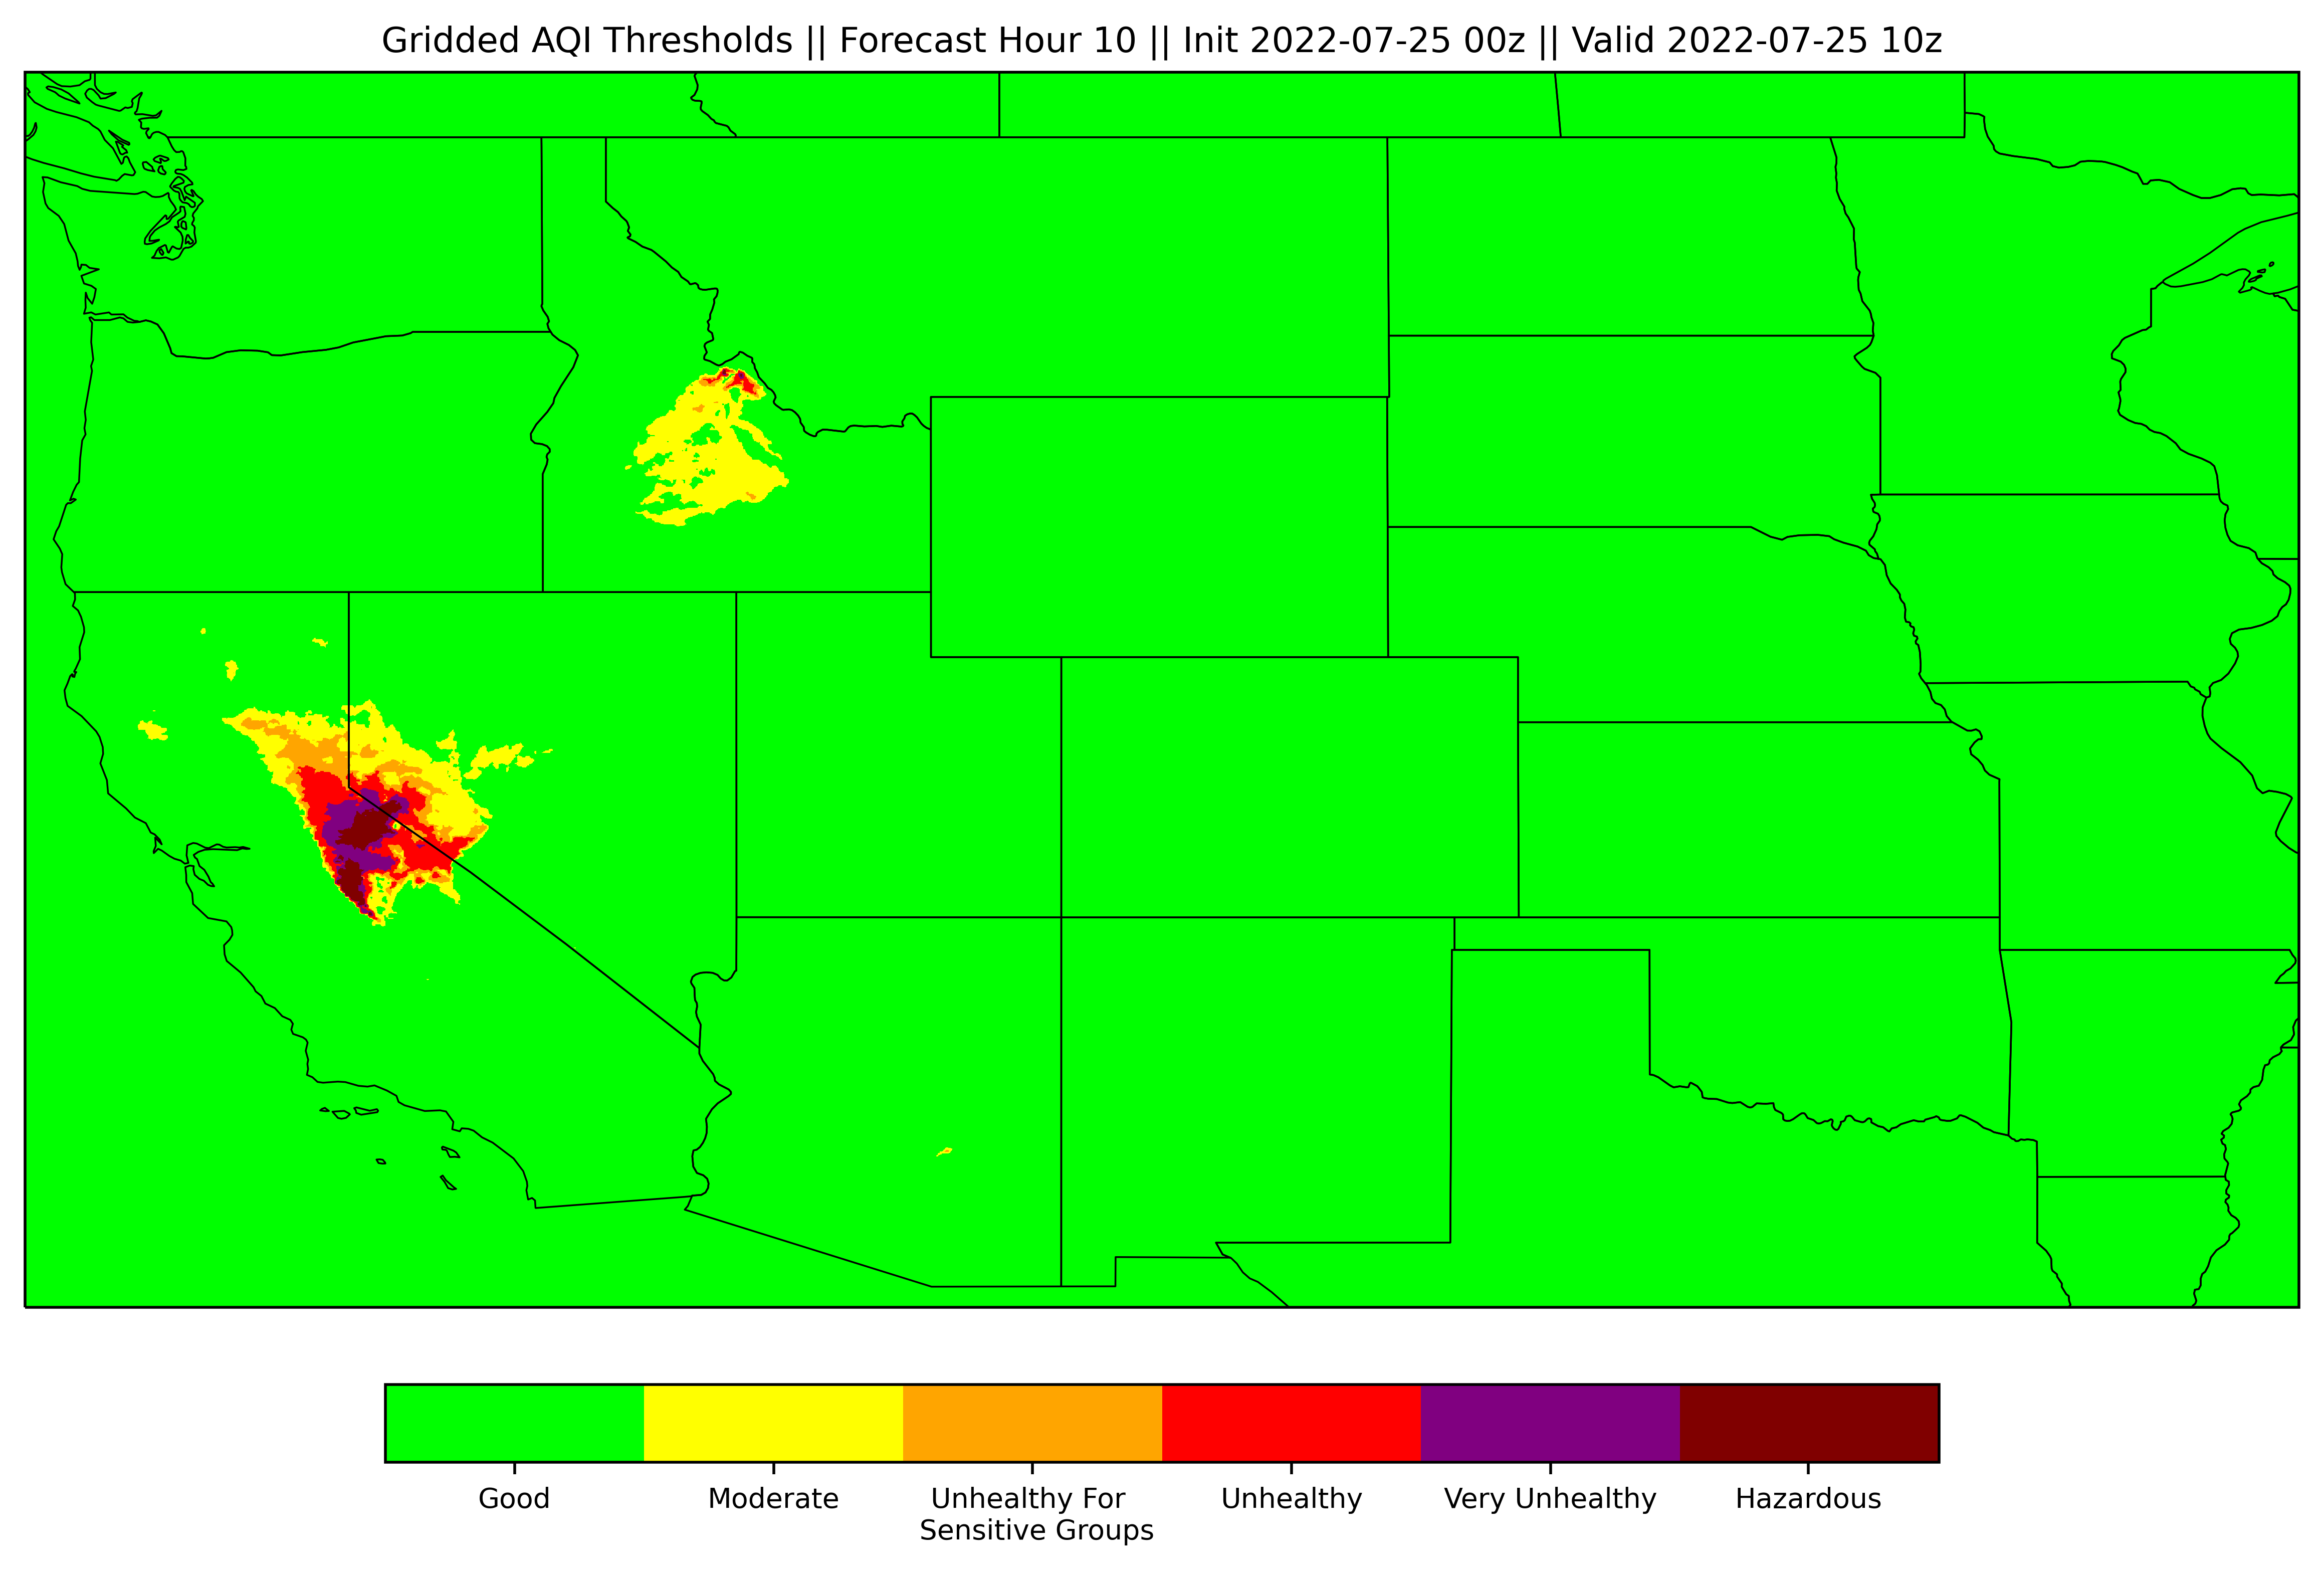 Gridded AQI Thresholds || Forecast Hour 10 || Init 2022-07-25 00z || Valid 2022-07-25 10z
Good
Moderate
Unhealthy For
Sensitive Groups
Unhealthy
Very Unhealthy
Hazardous